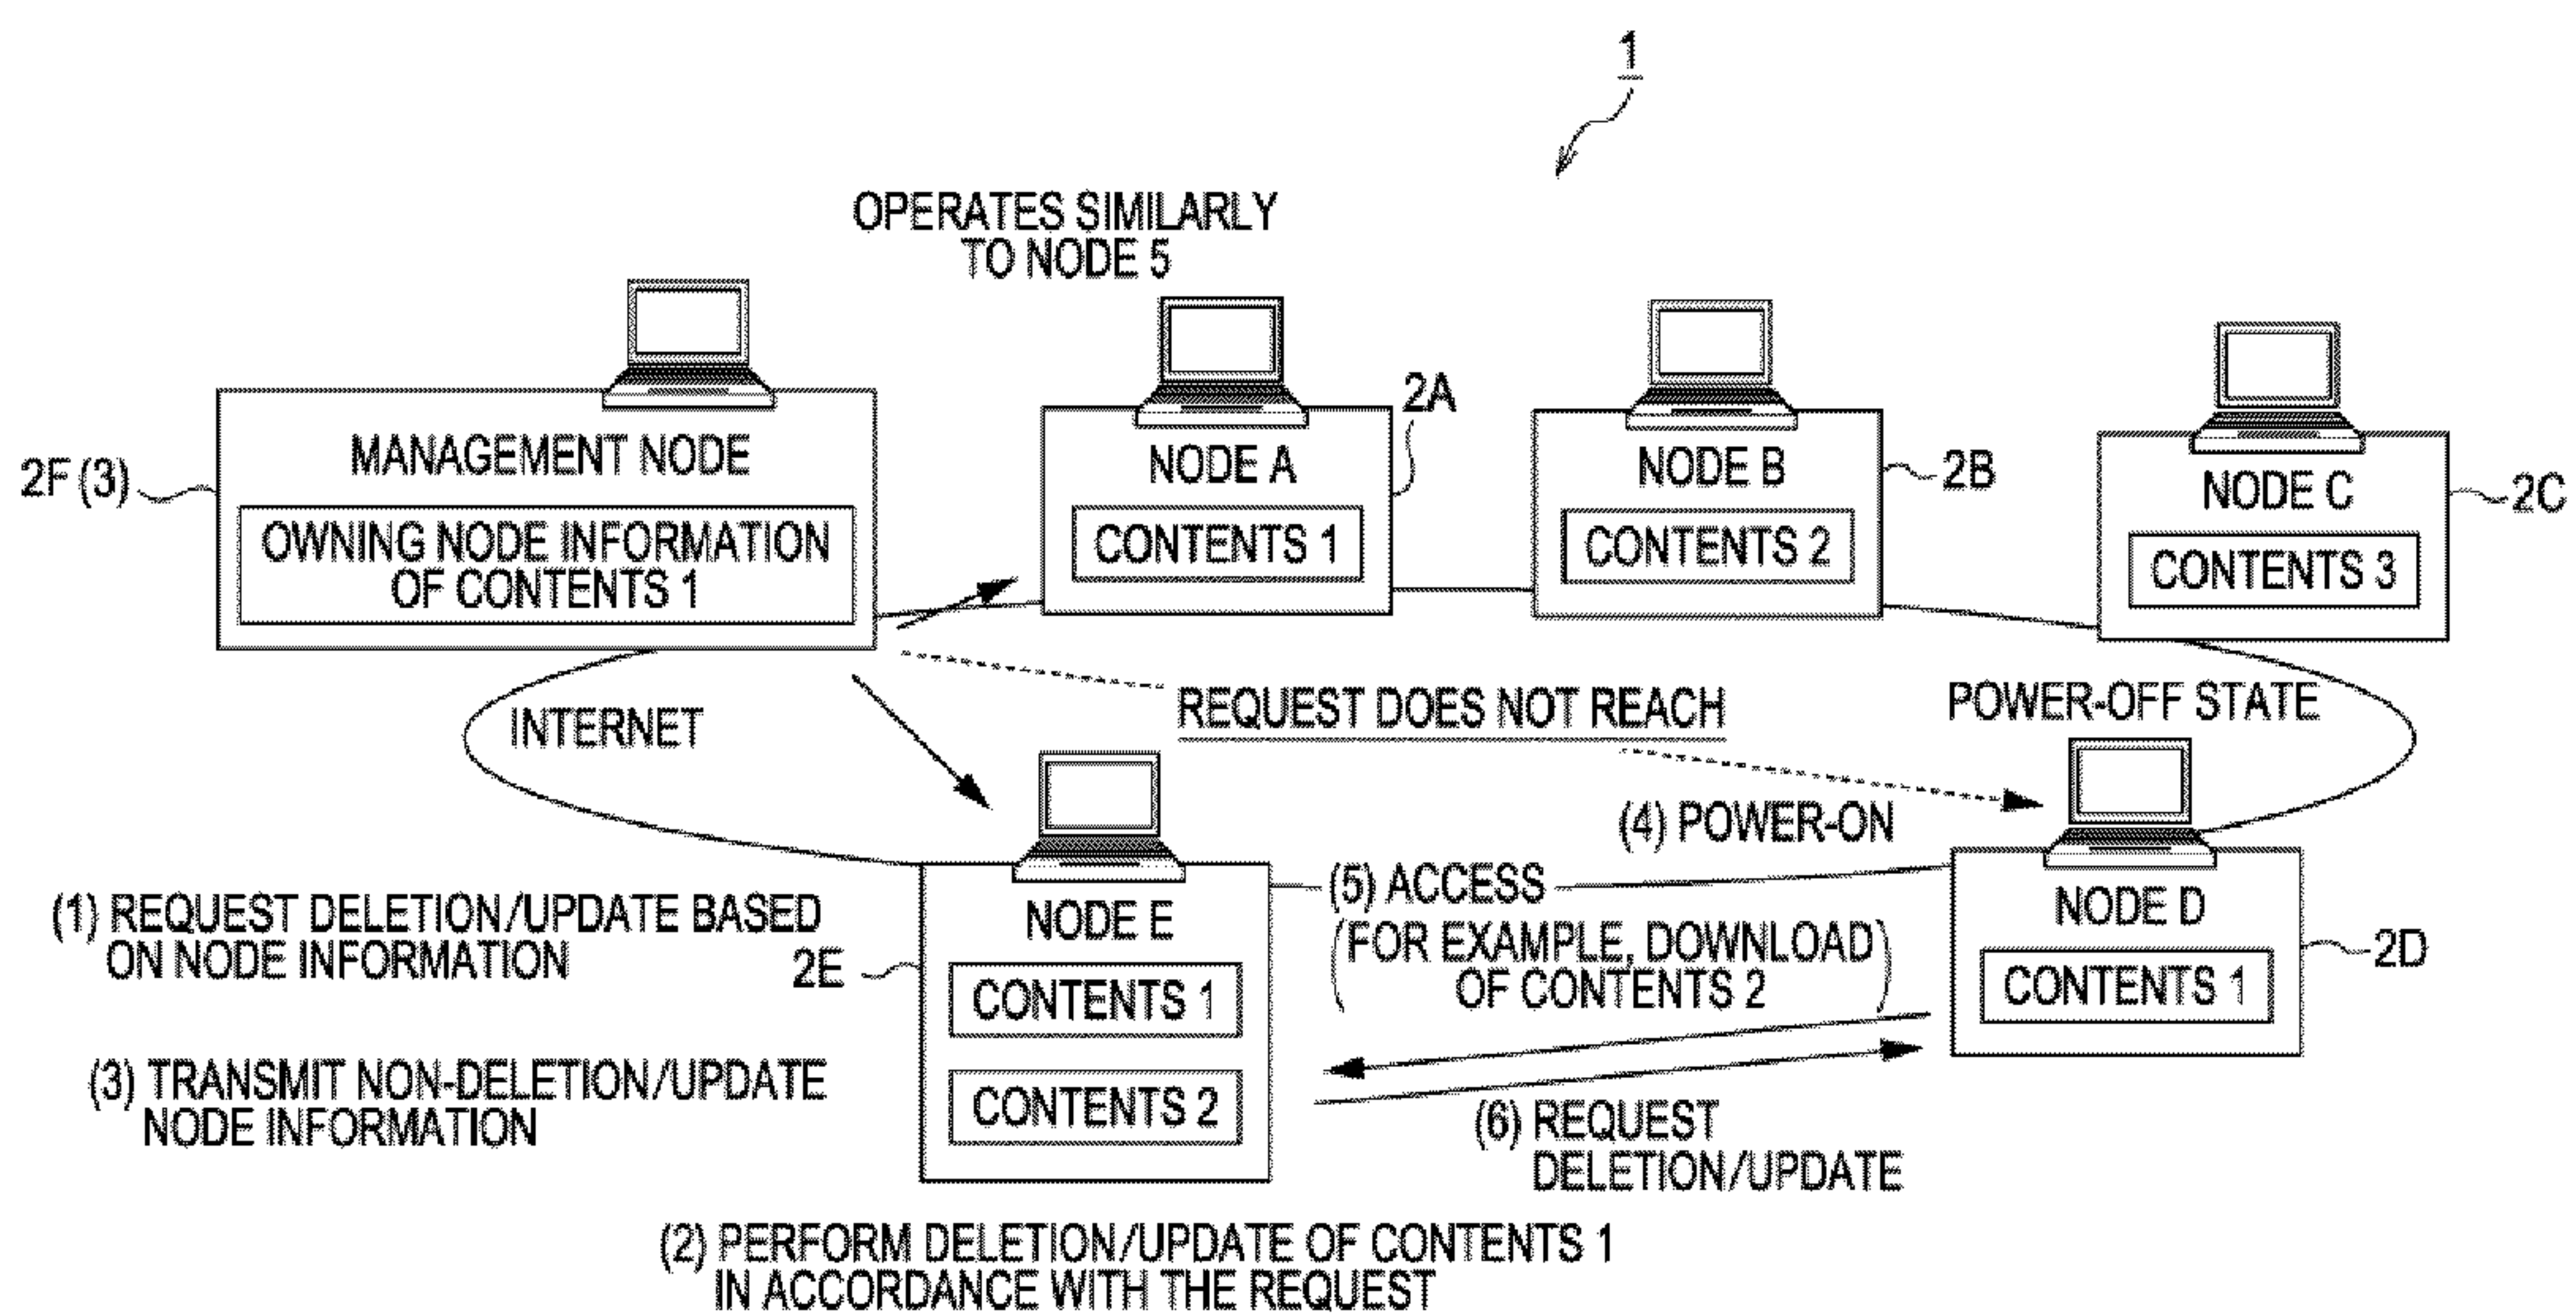 1
OPERATES SIMILARLY
TO NODE 5
2F (3)
MANAGEMENT NODE
OWNING NODE INFORMATION
OF CONTENTS 1
NODE A
2A
CONTENTS 1
NODE B
2B
CONTENTS 2
NODE C
2C
CONTENTS 3
INTERNET
REQUEST DOES NOT REACH
POWER-OFF STATE
(4) POWER-ON
(1) REQUEST DELETION/UPDATE BASED
ON NODE INFORMATION
2E
NODE E
CONTENTS 1
CONTENTS 2
(5) ACCESS
(FOR EXAMPLE, DOWNLOAD
OF CONTENTS 2)
NODE D
2D
CONTENTS 1
(3) TRANSMIT NON-DELETION/UPDATE
NODE INFORMATION
(6) REQUEST
DELETION/UPDATE
(2) PERFORM DELETION/UPDATE OF CONTENTS 1
IN ACCORDANCE WITH THE REQUEST